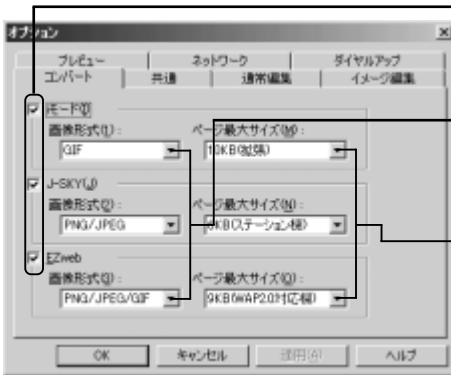 オプション
プレビュー ネットワーク ダイヤルアップ
コンバート 共通 通常編集 イメージ編集
iモード(I)
画像形式(1): ページ最大サイズ(M):
GIF 10KB(拡張)
J-SKY(J)
画像形式(2): ページ最大サイズ(N):
PNG/JPEG KB(ステーション機)
EZweb
画像形式(3): ページ最大サイズ(O):
PNG/JPEG/GIF 9KB(WAP2.0対応機)
OK キャンセル 適用(A) ヘルプ